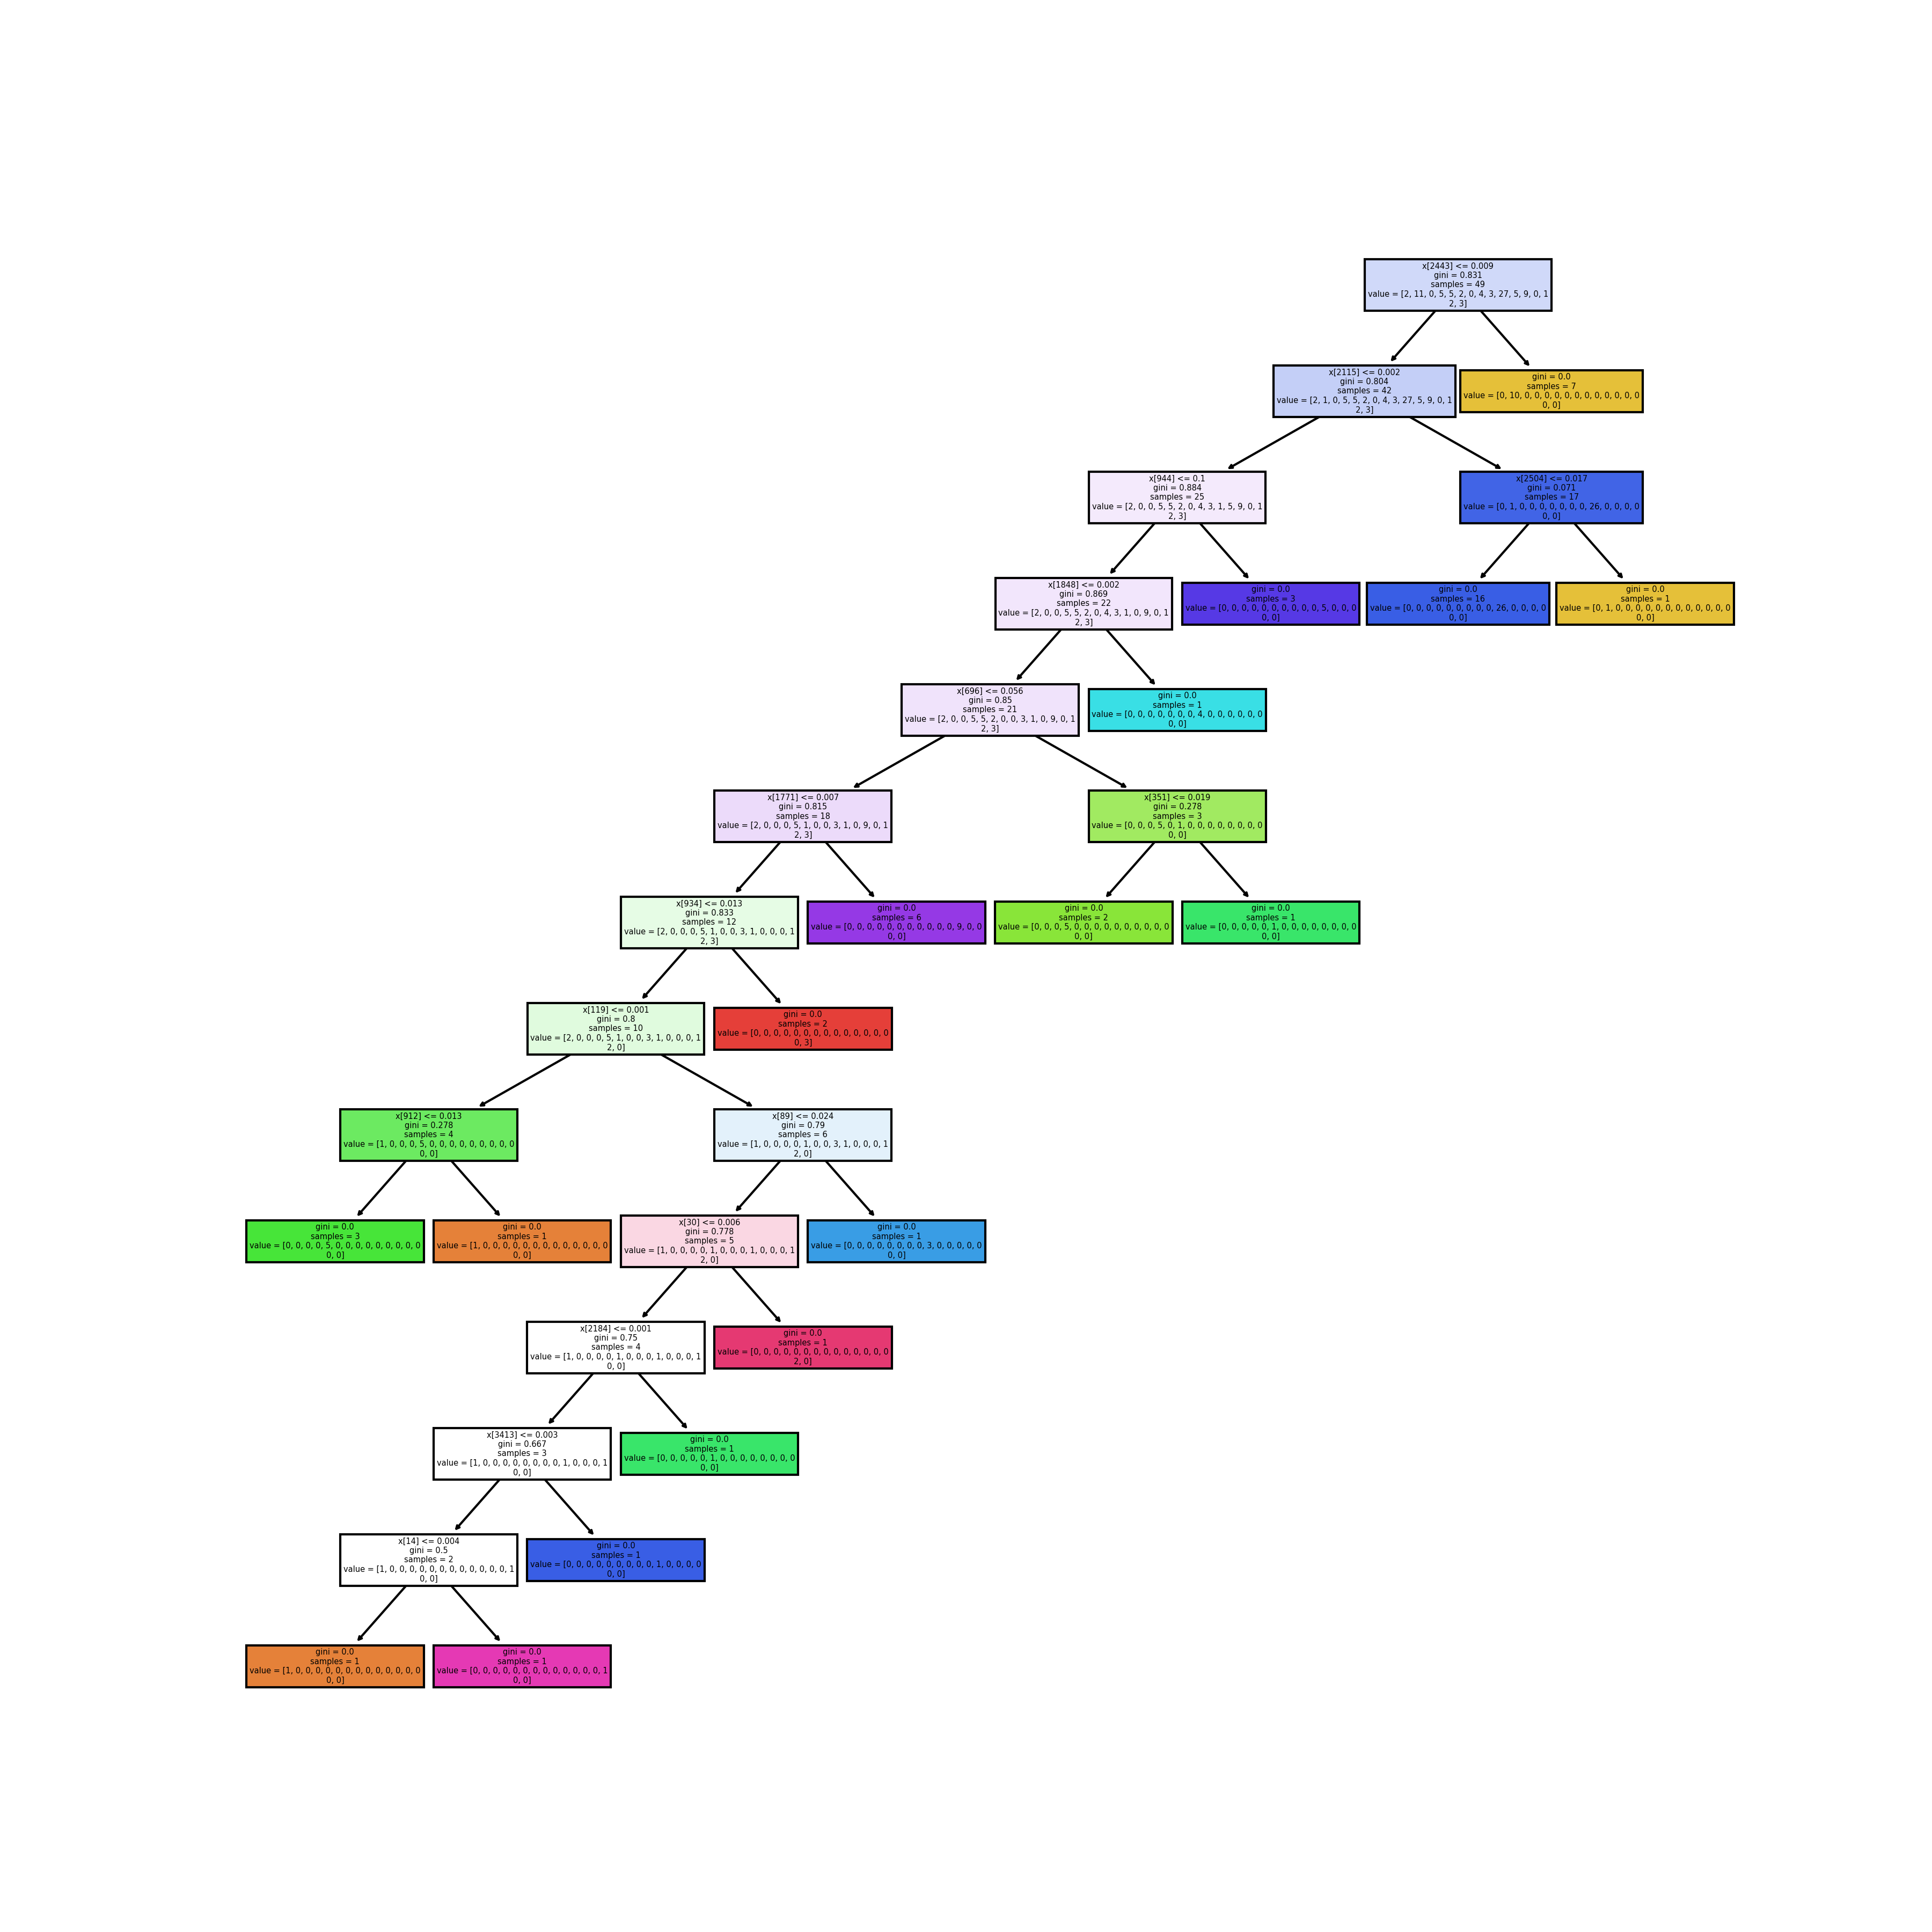 x[2443] <= 0.009
gini = 0.831
samples = 49
value = [2, 11, 0, 5, 5, 2, 0, 4, 3, 27, 5, 9, 0, 1
2, 3]
x[2115] <= 0.002
gini = 0.804
samples = 42
value = [2, 1, 0, 5, 5, 2, 0, 4, 3, 27, 5, 9, 0, 1
2, 3]
gini = 0.0
samples = 7
value = [0, 10, 0, 0, 0, 0, 0, 0, 0, 0, 0, 0, 0, 0
0, 0]
x[944] <= 0.1
gini = 0.884
samples = 25
value = [2, 0, 0, 5, 5, 2, 0, 4, 3, 1, 5, 9, 0, 1
2, 3]
x[2504] <= 0.017
gini = 0.071
samples = 17
value = [0, 1, 0, 0, 0, 0, 0, 0, 0, 26, 0, 0, 0, 0
0, 0]
x[1848] <= 0.002
gini = 0.869
samples = 22
value = [2, 0, 0, 5, 5, 2, 0, 4, 3, 1, 0, 9, 0, 1
2, 3]
gini = 0.0
samples = 3
value = [0, 0, 0, 0, 0, 0, 0, 0, 0, 0, 5, 0, 0, 0
0, 0]
gini = 0.0
samples = 16
value = [0, 0, 0, 0, 0, 0, 0, 0, 0, 26, 0, 0, 0, 0
0, 0]
gini = 0.0
samples = 1
value = [0, 1, 0, 0, 0, 0, 0, 0, 0, 0, 0, 0, 0, 0
0, 0]
x[696] <= 0.056
gini = 0.85
samples = 21
value = [2, 0, 0, 5, 5, 2, 0, 0, 3, 1, 0, 9, 0, 1
2, 3]
gini = 0.0
samples = 1
value = [0, 0, 0, 0, 0, 0, 0, 4, 0, 0, 0, 0, 0, 0
0, 0]
x[1771] <= 0.007
gini = 0.815
samples = 18
value = [2, 0, 0, 0, 5, 1, 0, 0, 3, 1, 0, 9, 0, 1
2, 3]
x[351] <= 0.019
gini = 0.278
samples = 3
value = [0, 0, 0, 5, 0, 1, 0, 0, 0, 0, 0, 0, 0, 0
0, 0]
x[934] <= 0.013
gini = 0.833
samples = 12
value = [2, 0, 0, 0, 5, 1, 0, 0, 3, 1, 0, 0, 0, 1
2, 3]
gini = 0.0
samples = 6
value = [0, 0, 0, 0, 0, 0, 0, 0, 0, 0, 0, 9, 0, 0
0, 0]
gini = 0.0
samples = 2
value = [0, 0, 0, 5, 0, 0, 0, 0, 0, 0, 0, 0, 0, 0
0, 0]
gini = 0.0
samples = 1
value = [0, 0, 0, 0, 0, 1, 0, 0, 0, 0, 0, 0, 0, 0
0, 0]
x[119] <= 0.001
gini = 0.8
samples = 10
value = [2, 0, 0, 0, 5, 1, 0, 0, 3, 1, 0, 0, 0, 1
2, 0]
gini = 0.0
samples = 2
value = [0, 0, 0, 0, 0, 0, 0, 0, 0, 0, 0, 0, 0, 0
0, 3]
x[912] <= 0.013
gini = 0.278
samples = 4
value = [1, 0, 0, 0, 5, 0, 0, 0, 0, 0, 0, 0, 0, 0
0, 0]
x[89] <= 0.024
gini = 0.79
samples = 6
value = [1, 0, 0, 0, 0, 1, 0, 0, 3, 1, 0, 0, 0, 1
2, 0]
gini = 0.0
samples = 3
value = [0, 0, 0, 0, 5, 0, 0, 0, 0, 0, 0, 0, 0, 0
0, 0]
gini = 0.0
samples = 1
value = [1, 0, 0, 0, 0, 0, 0, 0, 0, 0, 0, 0, 0, 0
0, 0]
x[30] <= 0.006
gini = 0.778
samples = 5
value = [1, 0, 0, 0, 0, 1, 0, 0, 0, 1, 0, 0, 0, 1
2, 0]
gini = 0.0
samples = 1
value = [0, 0, 0, 0, 0, 0, 0, 0, 3, 0, 0, 0, 0, 0
0, 0]
x[2184] <= 0.001
gini = 0.75
samples = 4
value = [1, 0, 0, 0, 0, 1, 0, 0, 0, 1, 0, 0, 0, 1
0, 0]
gini = 0.0
samples = 1
value = [0, 0, 0, 0, 0, 0, 0, 0, 0, 0, 0, 0, 0, 0
2, 0]
x[3413] <= 0.003
gini = 0.667
samples = 3
value = [1, 0, 0, 0, 0, 0, 0, 0, 0, 1, 0, 0, 0, 1
0, 0]
gini = 0.0
samples = 1
value = [0, 0, 0, 0, 0, 1, 0, 0, 0, 0, 0, 0, 0, 0
0, 0]
x[14] <= 0.004
gini = 0.5
samples = 2
value = [1, 0, 0, 0, 0, 0, 0, 0, 0, 0, 0, 0, 0, 1
0, 0]
gini = 0.0
samples = 1
value = [0, 0, 0, 0, 0, 0, 0, 0, 0, 1, 0, 0, 0, 0
0, 0]
gini = 0.0
samples = 1
value = [1, 0, 0, 0, 0, 0, 0, 0, 0, 0, 0, 0, 0, 0
0, 0]
gini = 0.0
samples = 1
value = [0, 0, 0, 0, 0, 0, 0, 0, 0, 0, 0, 0, 0, 1
0, 0]